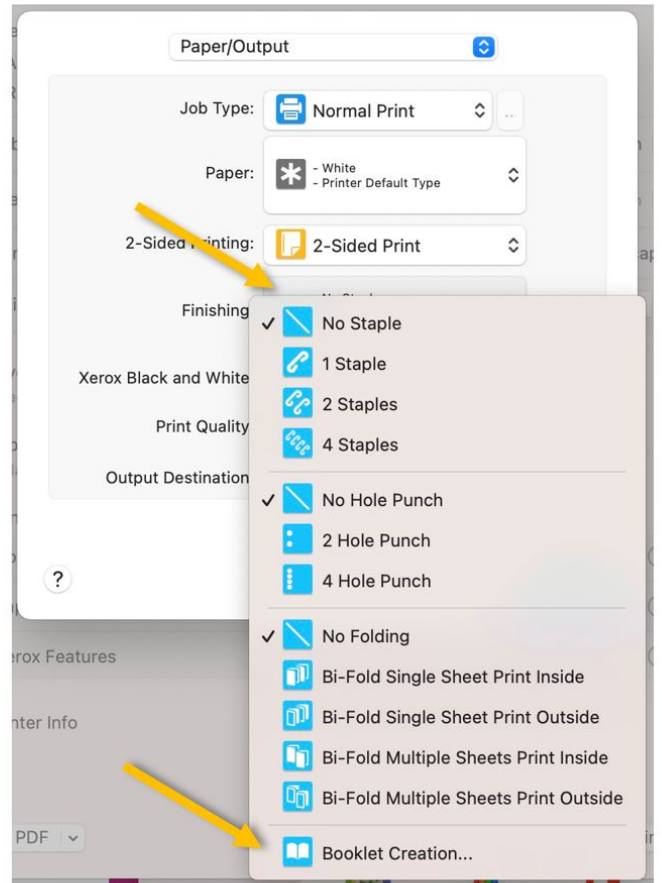 Paper/Output
Job Type: Normal Print ...
Paper: - White
- Printer Default Type
2-Sided Printing: 2-Sided Print
Finishing
No Staple
1 Staple
Xerox Black and White
2 Staples
Print Quality
4 Staples
Output Destination
No Hole Punch
2 Hole Punch
?
4 Hole Punch
No Folding
Features
Bi-Fold Single Sheet Print Inside
Info
Bi-Fold Single Sheet Print Outside
Bi-Fold Multiple Sheets Print Inside
Bi-Fold Multiple Sheets Print Outside
PDF
Booklet Creation...